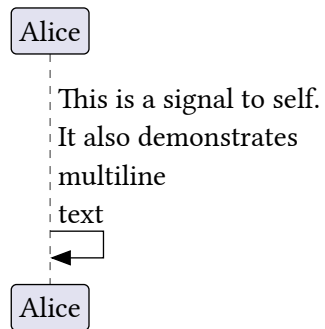 Alice
This is a signal to self.
It also demonstrates
multiline
text
Alice